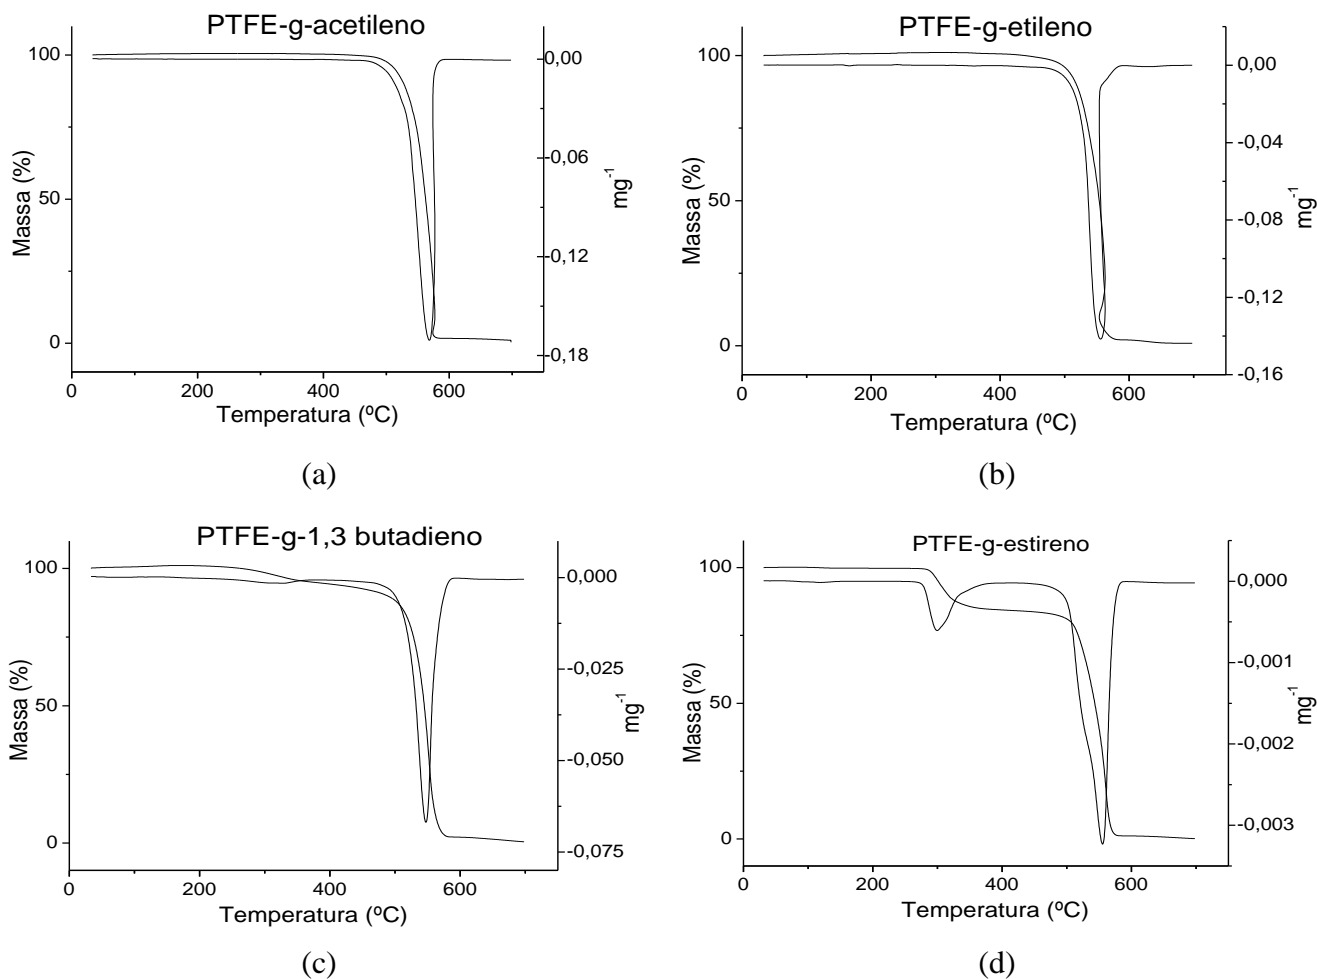 PTFE-g-acetileno
100
50
0
Massa (%)
0,00
-0,06
-0,12
-0,18
mg-1
0 200 400 600
Temperatura (ºC)
(a)
PTFE-g-etileno
100
50
0
Massa (%)
0,00
-0,04
-0,08
-0,12
-0,16
mg-1
0 200 400 600
Temperatura (ºC)
(b)
PTFE-g-1,3 butadieno
100
50
0
Massa (%)
0,000
-0,025
-0,050
-0,075
mg-1
0 200 400 600
Temperatura (ºC)
(c)
PTFE-g-estireno
100
50
0
Massa (%)
0,000
-0,001
-0,002
-0,003
mg-1
0 200 400 600
Temperatura (ºC)
(d)